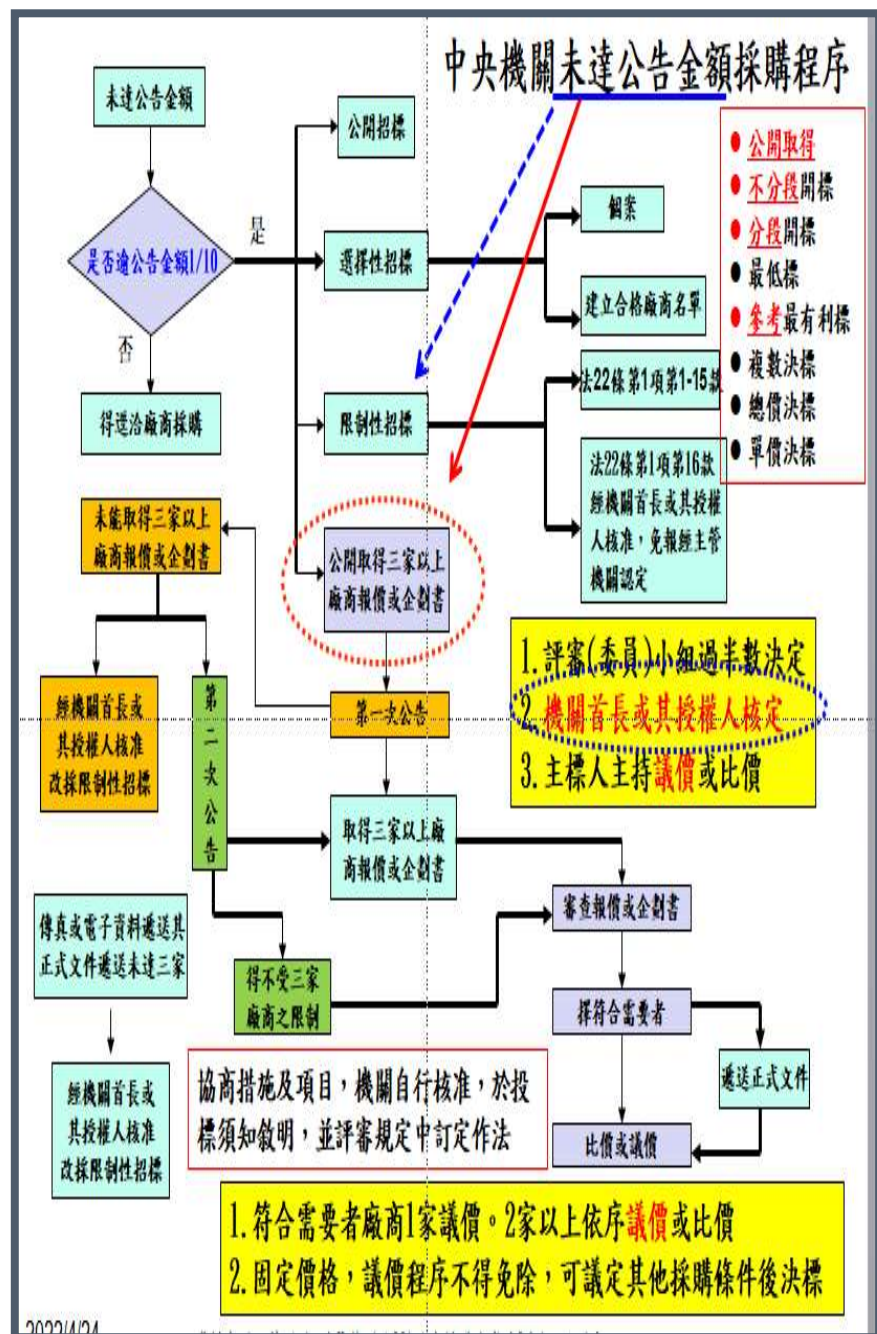 中央機關未達公告金額採購程序
未達公告金額
公開招標
● 公開取得
● 不分段開標
● 分段開標
● 最低標
● 參考最有利標
● 複數決標
● 總價決標
● 單價決標
是否逾公告金額1/10
是
否
選擇性招標
個案
建立合格廠商名單
得逕洽廠商採購
限制性招標
法22條第1項第1-15款
法22條第1項第16款
經機關首長或其授權
人核准，免報經主管
機關認定
未能取得三家以上
廠商報價或企劃書
公開取得三家以上
廠商報價或企劃書
經機關首長或
其授權人核准
改採限制性招標
第二次公告
第一次公告
1.評審(委員)小組過半數決定
2.機關首長或其授權人核定
3.主標人主持議價或比價
取得三家以上廠
商報價或企劃書
傳真或電子資料遞送其
正式文件遞送未達三家
得不受三家
廠商之限制
審查報價或企劃書
擇符合需要者
遞送正式文件
比價或議價
經機關首長或
其授權人核准
改採限制性招標
協商措施及項目，機關自行核准，於投
標須知敘明，並評審規定中訂定作法
1.符合需要者廠商1家議價。2家以上依序議價或比價
2.固定價格，議價程序不得免除，可議定其他採購條件後決標